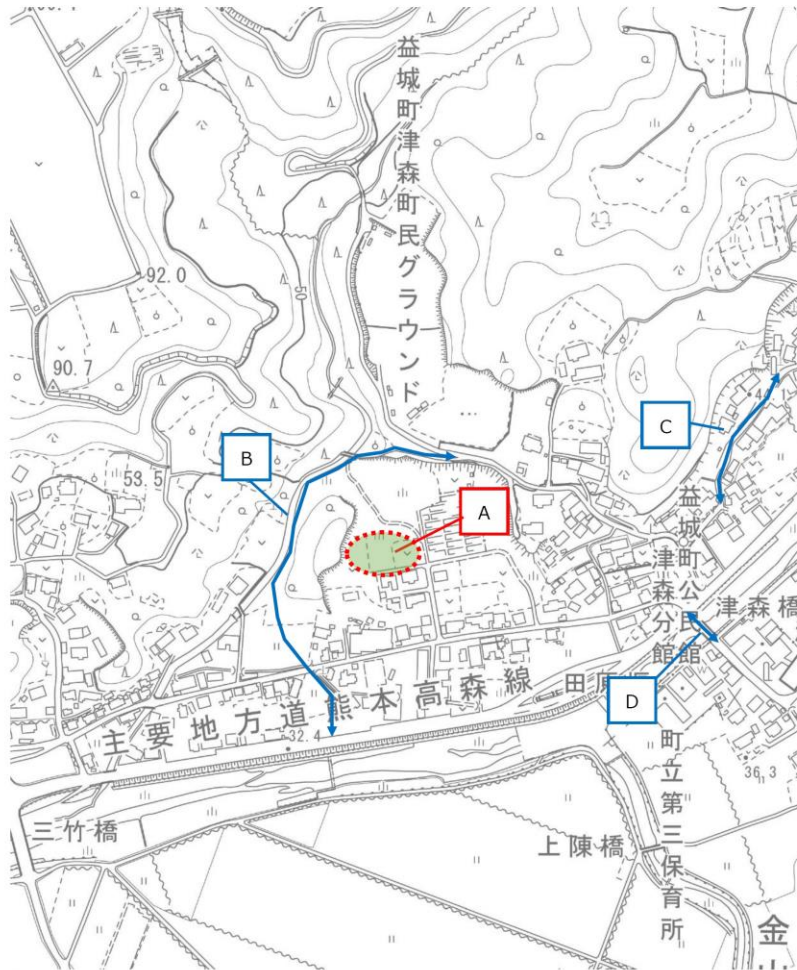 益城町津森町民グラウンド
92.0
90.7
50
53.5
B
A
C
益城町公民館
津森分館
津森橋
D
主要地方道熊本高森線
32.4
町立第三保育所
36.3
三竹橋
上陳橋
金山